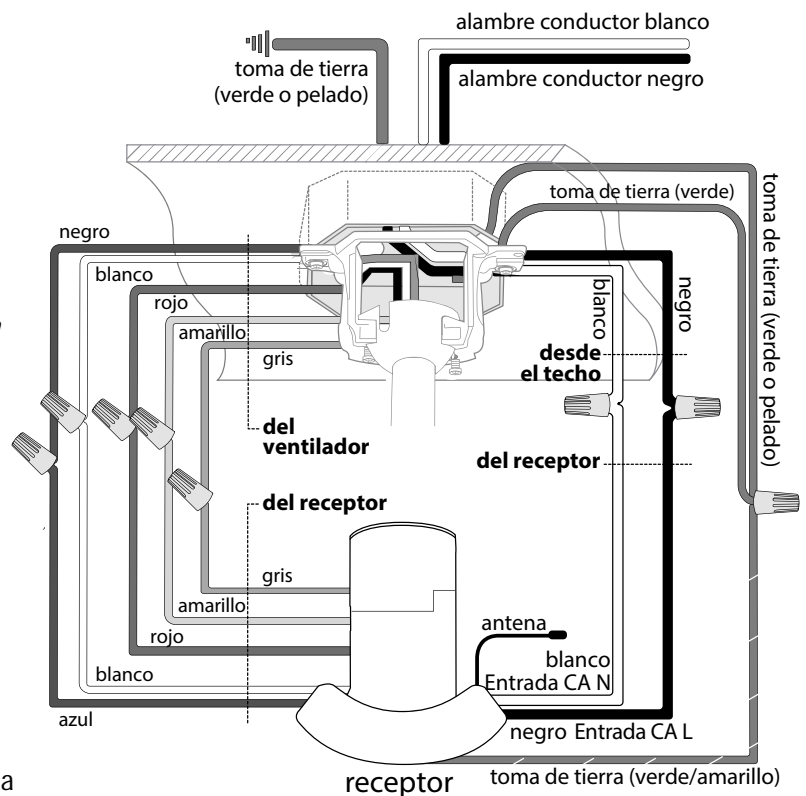 alambre conductor blanco
toma de tierra
(verde o pelado)
alambre conductor negro
toma de tierra (verde)
toma de tierra (verde o pelado)
negro
blanco
rojo
amarillo
gris
blanco
negro
desde
el techo
del
ventilador
del receptor
del receptor
gris
amarillo
rojo
blanco
azul
antena
blanco
Entrada CA N
negro Entrada CA L
receptor
toma de tierra (verde/amarillo)
a